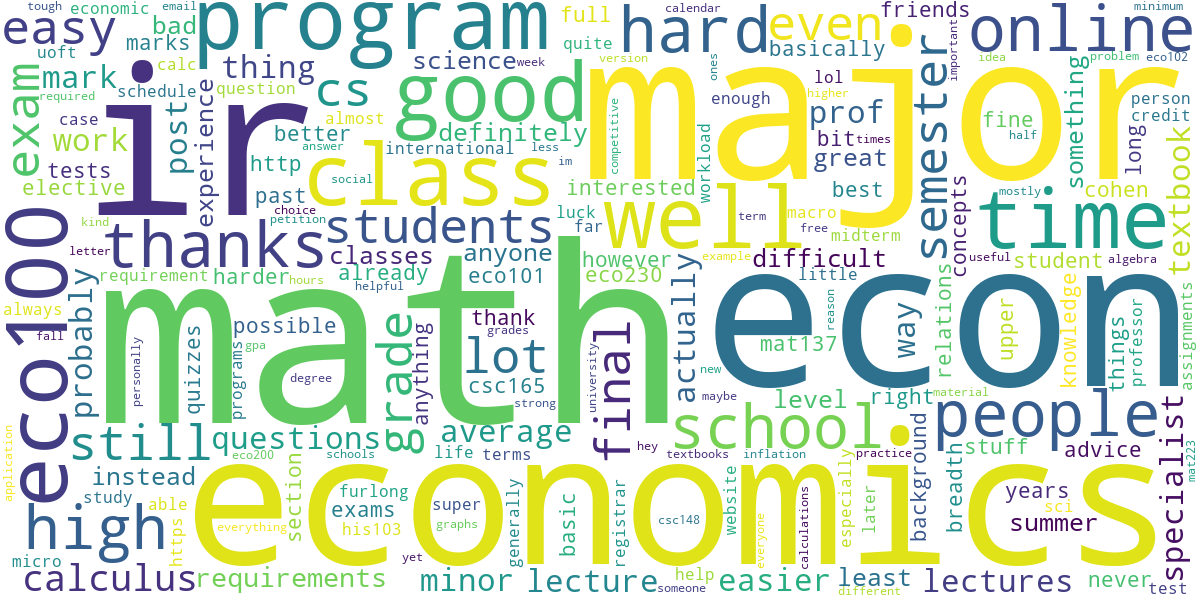 tough economic email
easy bad program full hard even friends calendar online minimum
uoft marks calc quite basically
exam mark thing science week version important idea problem eco102
required schedule question cs good major ones lol higher semester something person
case post experience better almost definitely competitive enough prof fine credit
work answer bit times half long
tests http class international less workload great
elective ir past social im interested best mostly cohen textbook
choice petition students luck term macro free concepts time
kind far well midterm
letter thanks classes anyone however example difficult useful algebra
eco100 requirement harder already eco101 eco230 little student
always hours helpful actually relations knowledge
fall probably math possible thank econ reason way upper things professor assignments
quizzes programs gpa grade anything grades lot mat137
personally degree csc165 final new
strong university maybe level right material
still questions average school people
application eco200 schools life terms hey textbooks inflation practice background stuff advice specialist mat223
instead section furlong economics especially breadth years
high study able exams super generally basic registrar website later sci
https everything his103 graphs csc148 everyone calculations summer
micro yet help
calculus requirements minor lecture someone easier least different lectures never test